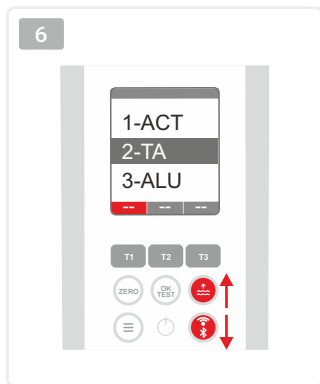 6
1-ACT
2-TA
3-ALU
-- -- --
T1 T2 T3
ZERO OK TEST